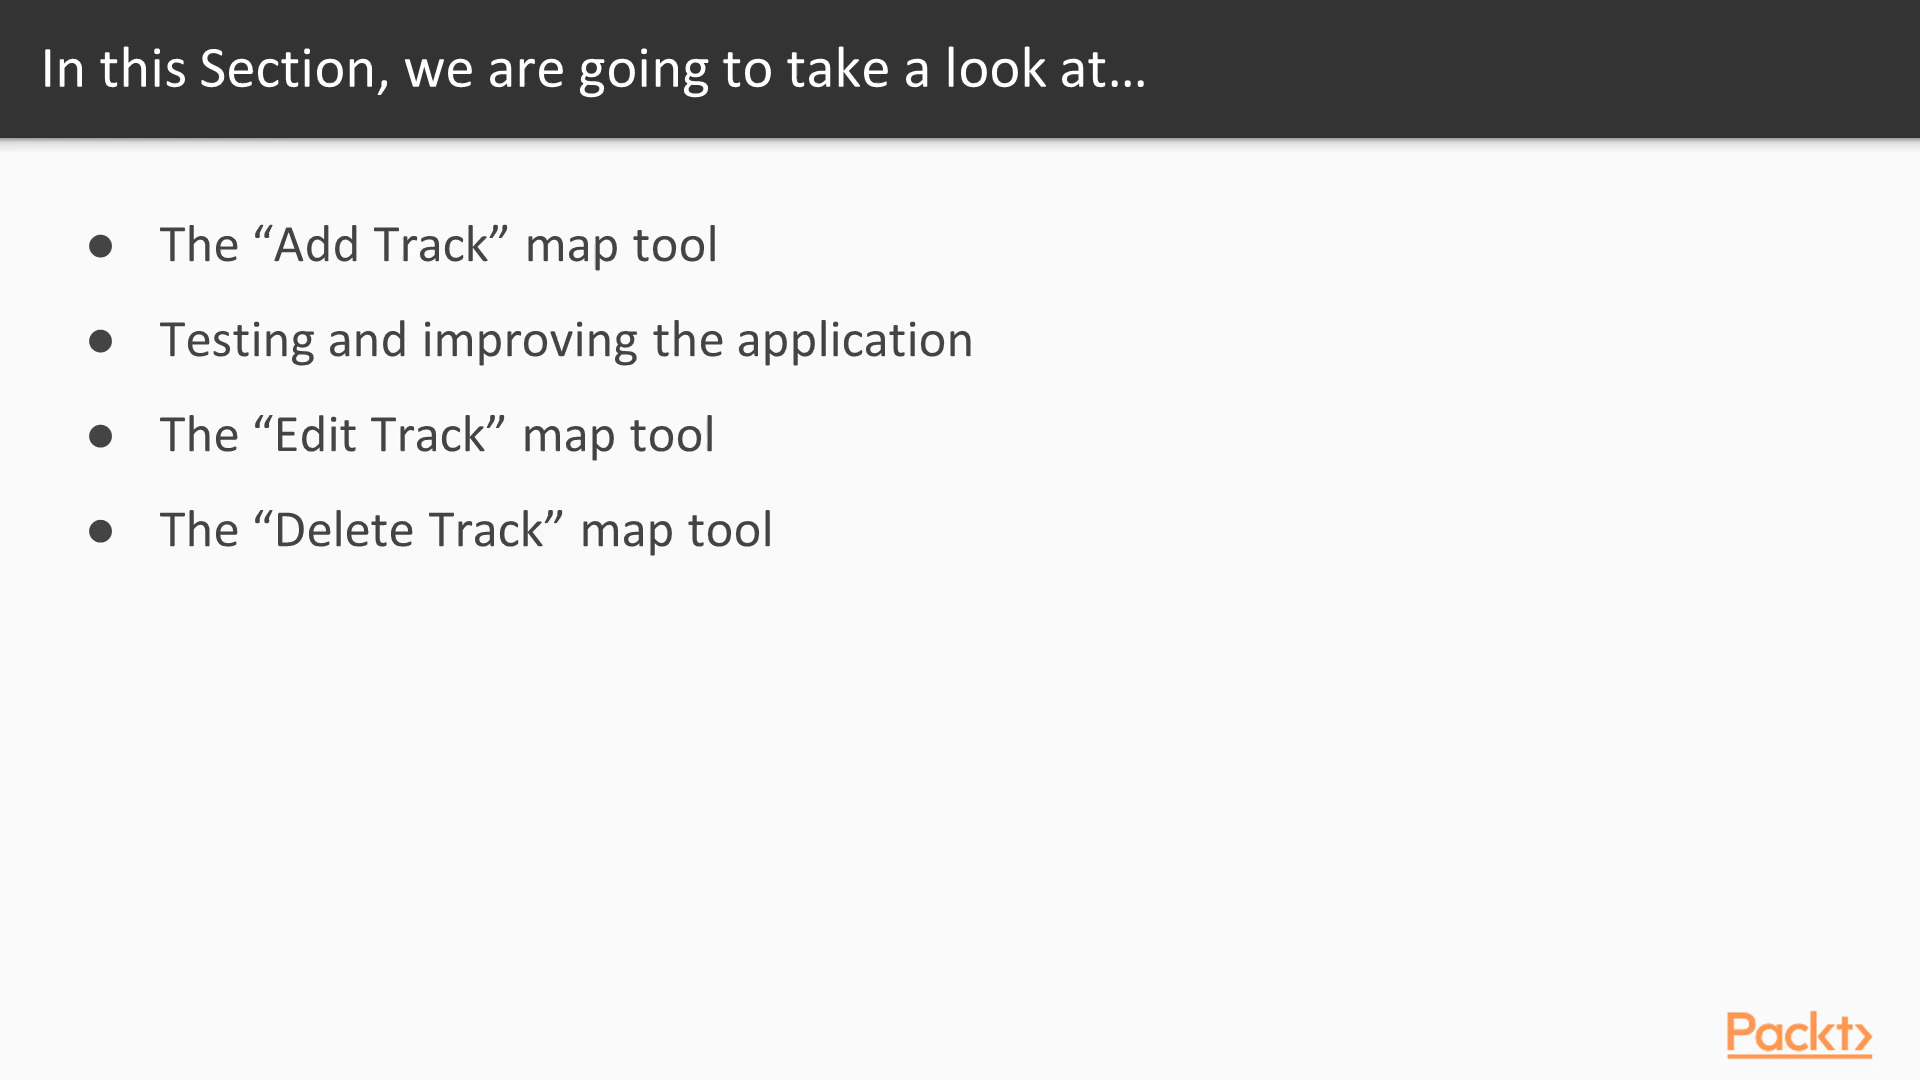 In this Section, we are going to take a look at…
● The “Add Track” map tool
● Testing and improving the application
● The “Edit Track” map tool
● The “Delete Track” map tool
Packt>